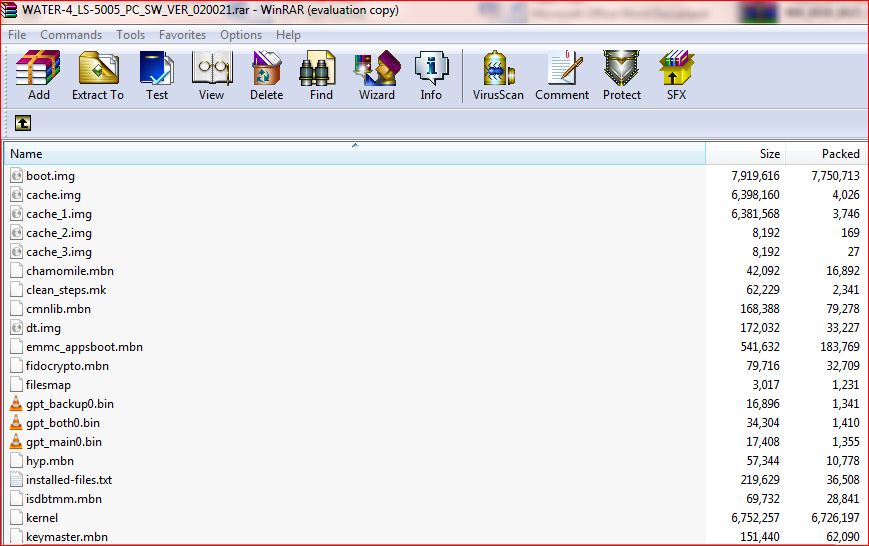 WATER-4_LS-5005_PC_SW_VER_020021.rar - WinRAR (evaluation copy)
File Commands Tools Favorites Options Help
Add Extract To Test View Delete Find Wizard Info VirusScan Comment Protect SFX
Name Size Packed
boot.img 7,919,616 7,750,713
cache.img 6,398,160 4,026
cache_1.img 6,381,568 3,746
cache_2.img 8,192 169
cache_3.img 8,192 27
chamomile.mbn 42,092 16,892
clean_steps.mk 62,229 2,341
cmnlib.mbn 168,388 79,278
dt.img 172,032 33,227
emmc_appsboot.mbn 541,632 183,769
fidocrypto.mbn 79,716 32,709
filesmap 3,017 1,231
gpt_backup0.bin 16,896 1,341
gpt_both0.bin 34,304 1,410
gpt_main0.bin 17,408 1,355
hyp.mbn 57,344 10,778
installed-files.txt 219,629 36,508
isdbtmm.mbn 69,732 28,841
kernel 6,752,257 6,726,197
keymaster.mbn 151,440 62,090